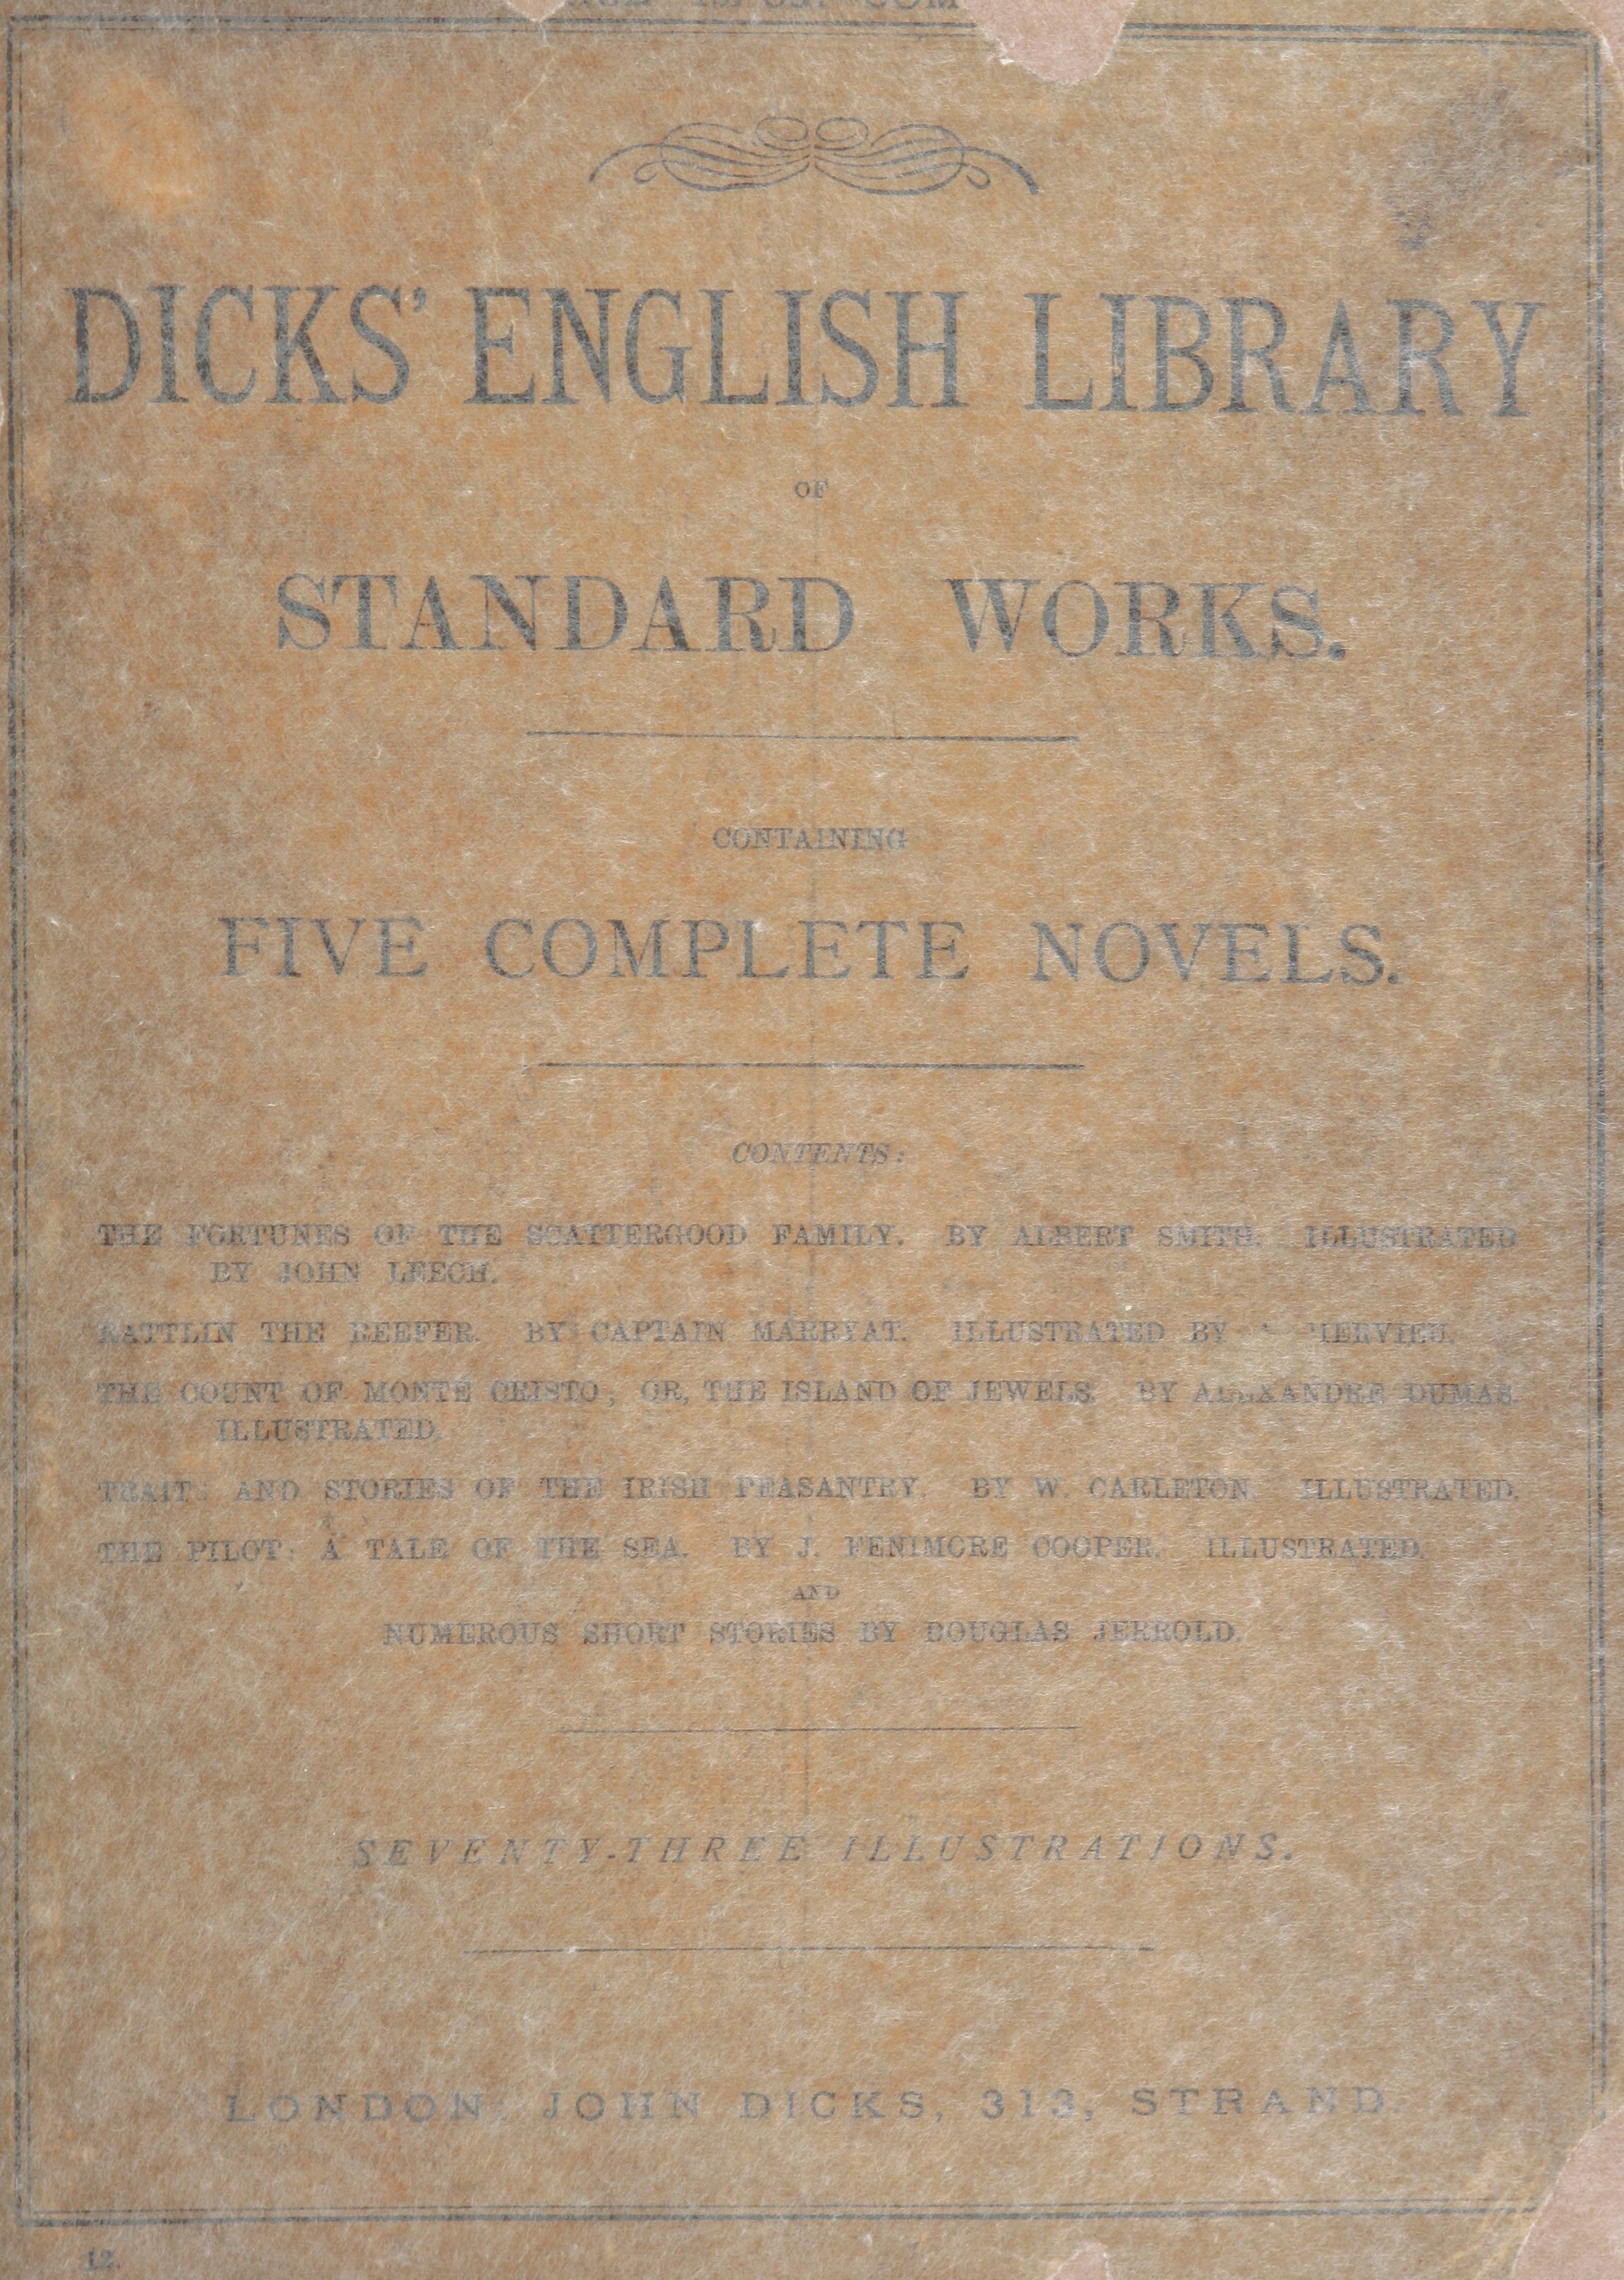 DICKS' ENGLISH LIBRARY
OF
STANDARD WORKS.
CONTAINING
FIVE COMPLETE NOVELS.
CONTENTS:
THE FORTUNES OF THE SCATTERGOOD FAMILY. BY ALBERT SMITH. ILLUSTRATED
BY JOHN LEECH.
RATTLIN THE REEFER. BY CAPTAIN MARRYAT. ILLUSTRATED BY HERVIEU.
THE COUNT OF MONTE CRISTO; OR, THE ISLAND OF JEWELS. BY ALEXANDRE DUMAS.
ILLUSTRATED.
TRAITS AND STORIES OF THE IRISH PEASANTRY. BY W. CARLETON. ILLUSTRATED.
THE PILOT: A TALE OF THE SEA. BY J. FENIMORE COOPER. ILLUSTRATED.
AND
NUMEROUS SHORT STORIES BY DOUGLAS JERROLD.
SEVENTY-THREE ILLUSTRATIONS.
LONDON: JOHN DICKS, 313, STRAND.
12.